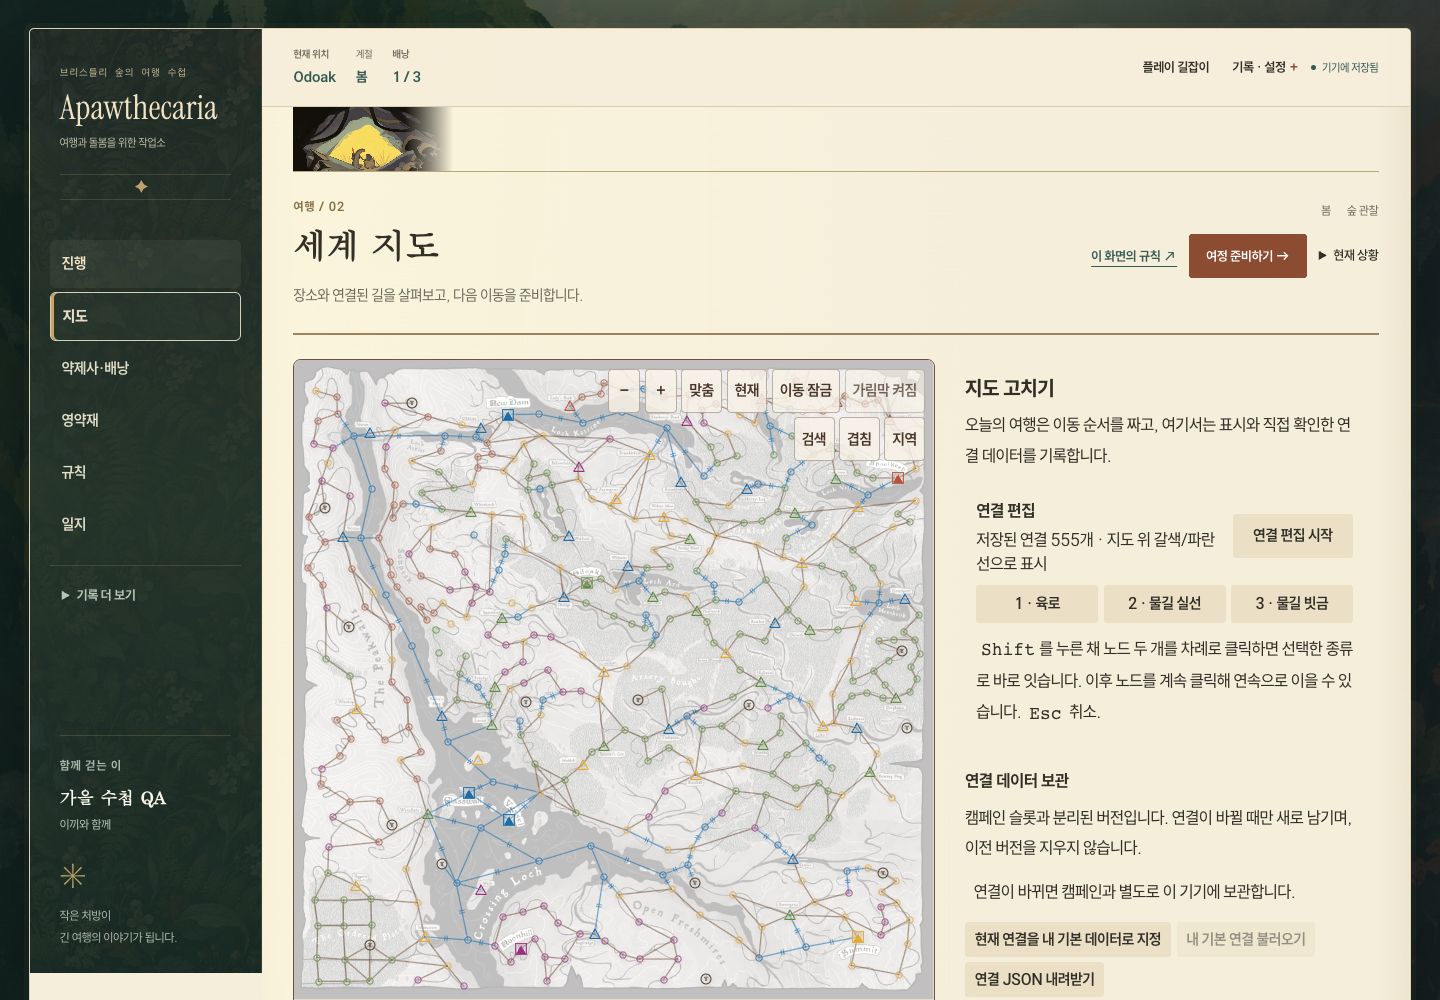 브리스틀리 숲의 여행 수첩
Apawthecaria
여행과 돌봄을 위한 작업소
진행
지도
약제사·배낭
영약재
규칙
일지
▶ 기록 더 보기
함께 걷는 이
가을 수첩 QA
이끼와 함께
작은 처방이
긴 여행의 이야기가 됩니다.
현재 위치 계절 배낭
Odoak 봄 1 / 3
플레이 길잡이 기록 · 설정 + 기기에 저장됨
여행 / 02
세계 지도
장소와 연결된 길을 살펴보고, 다음 이동을 준비합니다.
봄 숲 관찰
이 화면의 규칙 ↗ 여정 준비하기 → ▶ 현재 상황
− + 맞춤 현재 이동 잠금 가림막 켜짐
검색 겹침 지역
New Dam
Loch
The Peakwalls
Loch
Artery Boughs
Glasswan
Crossing Loch
Open Freshmires
The
Summit
지도 고치기
오늘의 여행은 이동 순서를 짜고, 여기서는 표시와 직접 확인한 연
결 데이터를 기록합니다.
연결 편집
저장된 연결 555개 · 지도 위 갈색/파란
선으로 표시
연결 편집 시작
1 · 육로 2 · 물길 실선 3 · 물길 빗금
Shift 를 누른 채 노드 두 개를 차례로 클릭하면 선택한 종류
로 바로 잇습니다. 이후 노드를 계속 클릭해 연속으로 이을 수 있
습니다. Esc 취소.
연결 데이터 보관
캠페인 슬롯과 분리된 버전입니다. 연결이 바뀔 때만 새로 남기며,
이전 버전을 지우지 않습니다.
연결이 바뀌면 캠페인과 별도로 이 기기에 보관합니다.
현재 연결을 내 기본 데이터로 지정 내 기본 연결 불러오기
연결 JSON 내려받기